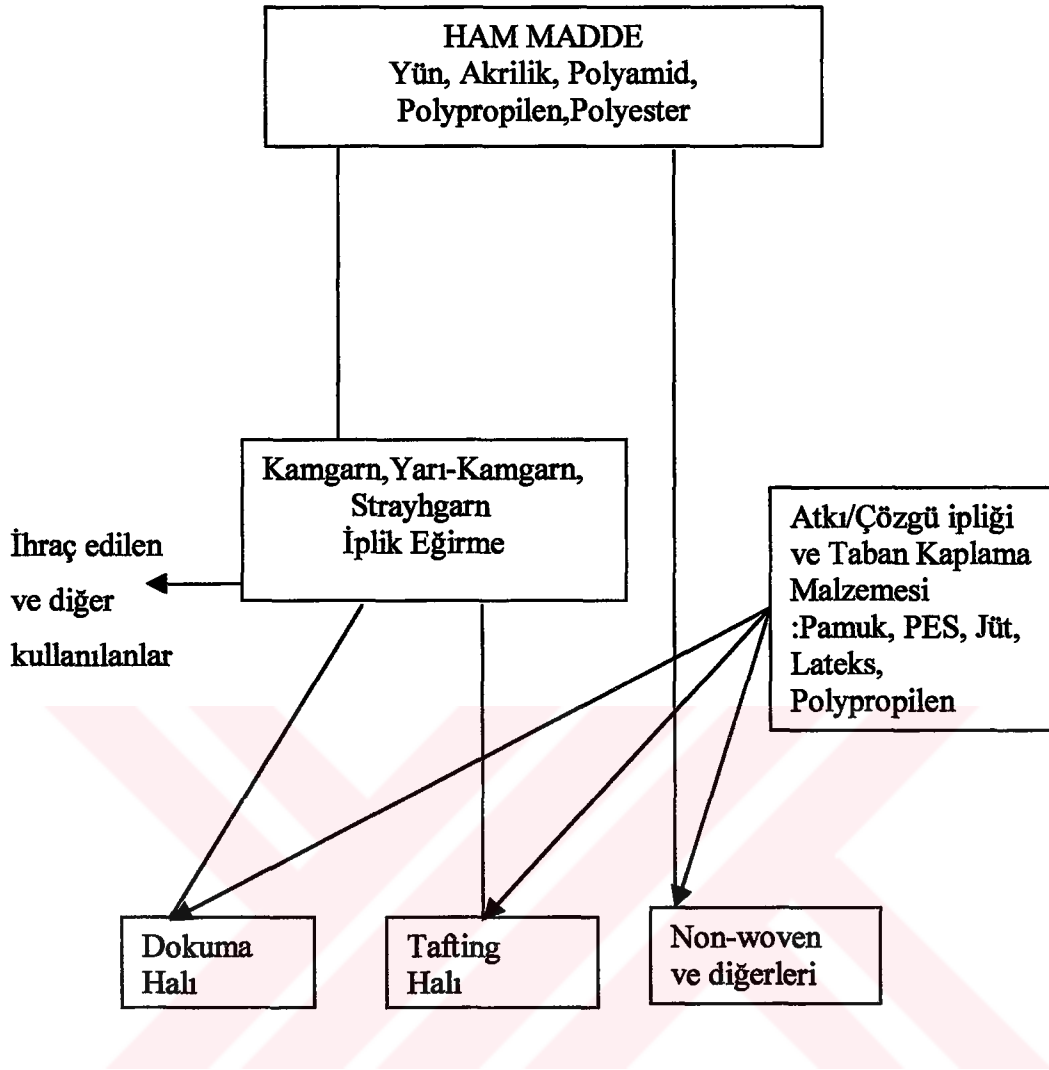 HAM MADDE
Yün, Akrilik, Polyamid,
Polypropilen,Polyester
Kamgarn,Yarı-Kamgarn,
Strayhgarn
İplik Eğirme
İhraç edilen
ve diğer
kullanılanlar
Atkı/Çözgü ipliği
ve Taban Kaplama
Malzemesi
:Pamuk, PES, Jüt,
Lateks,
Polypropilen
Dokuma
Halı
Tafting
Halı
Non-woven
ve diğerleri